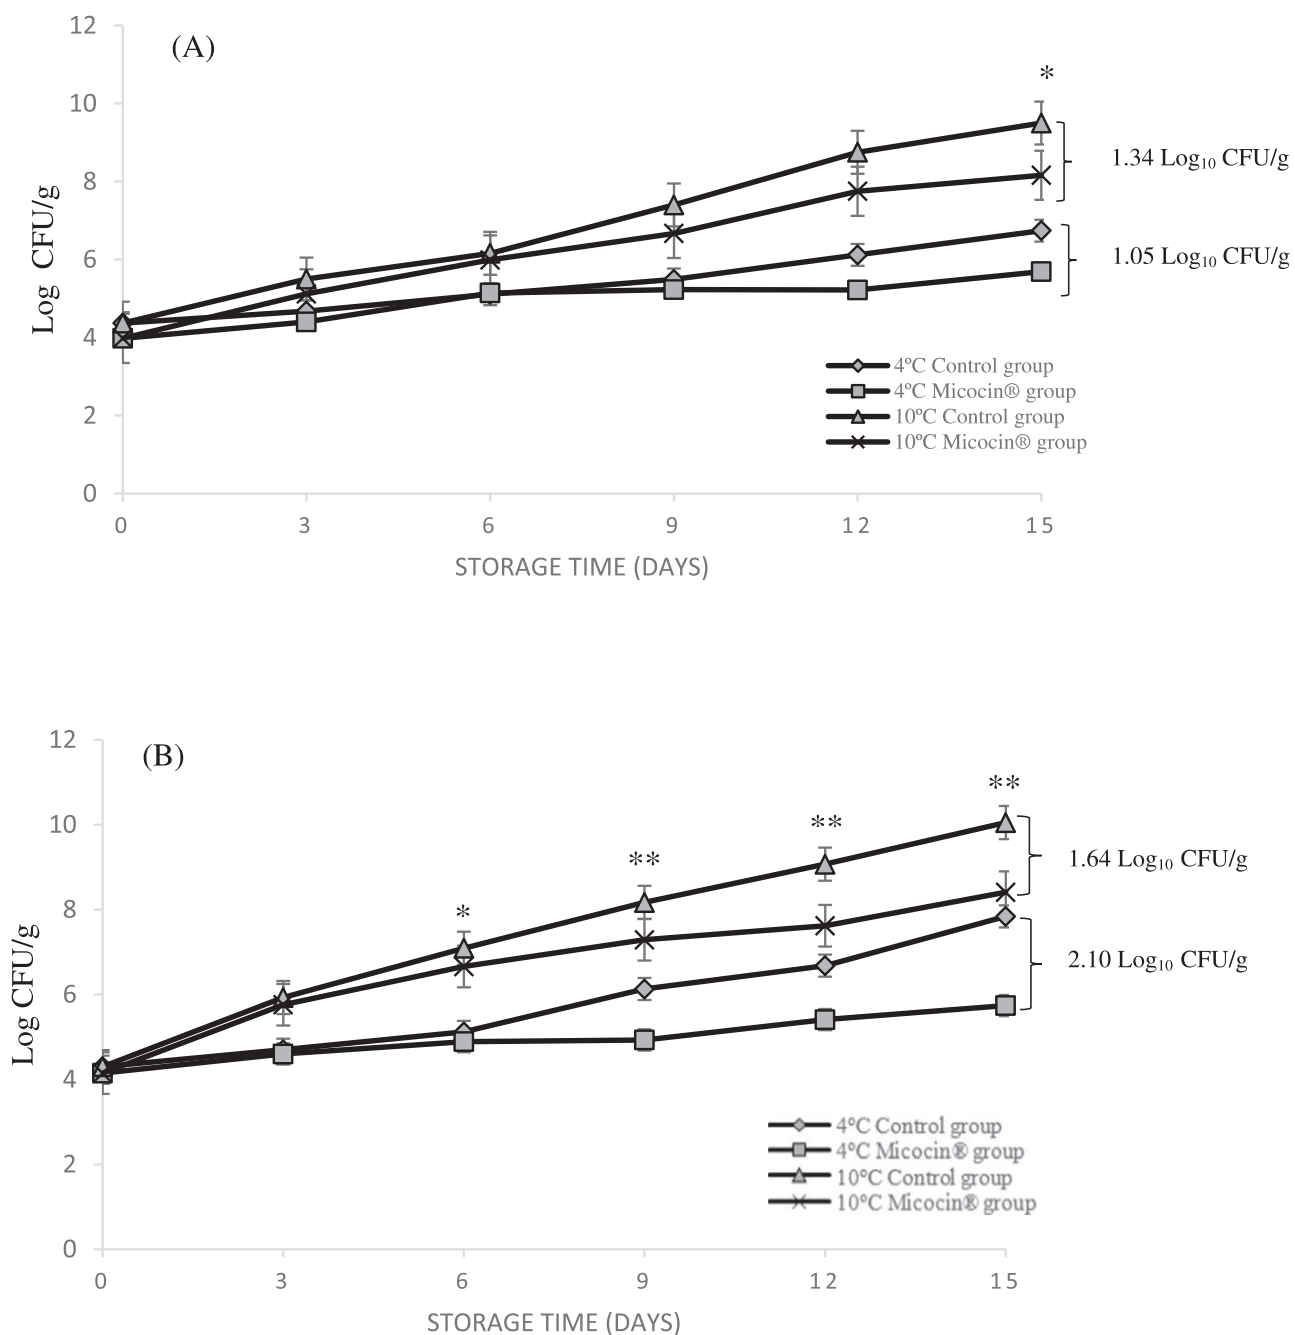 12
(A)
*
10
1.34 Log₁₀ CFU/g
8
Log CFU/g
6
1.05 Log₁₀ CFU/g
4
4ºC Control group
4ºC Micocin® group
2
10ºC Control group
10ºC Micocin® group
0
0 3 6 9 12 15
STORAGE TIME (DAYS)
12
(B)
**
10
**
**
1.64 Log₁₀ CFU/g
8
*
Log CFU/g
2.10 Log₁₀ CFU/g
6
4
4ºC Control group
4ºC Micocin® group
2
10ºC Control group
10ºC Micocin® group
0
0 3 6 9 12 15
STORAGE TIME (DAYS)